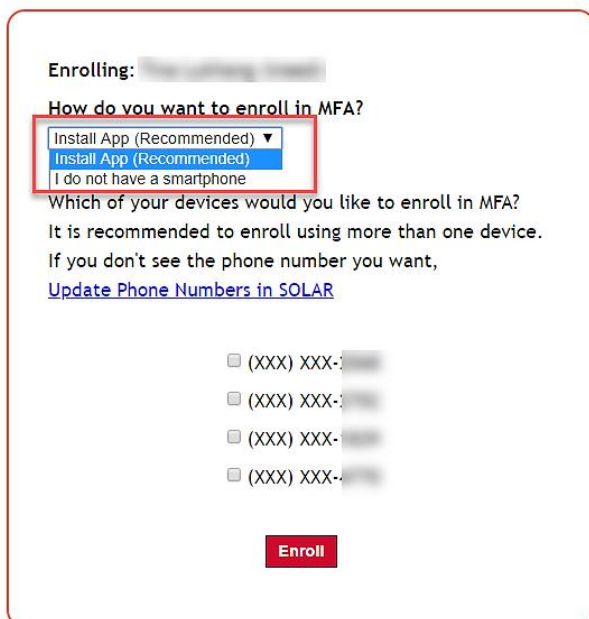 Enrolling:
How do you want to enroll in MFA?
Install App (Recommended) ▼
Install App (Recommended)
I do not have a smartphone
Which of your devices would you like to enroll in MFA?
It is recommended to enroll using more than one device.
If you don't see the phone number you want,
Update Phone Numbers in SOLAR
(XXX) XXX-
(XXX) XXX-
(XXX) XXX-
(XXX) XXX-
Enroll